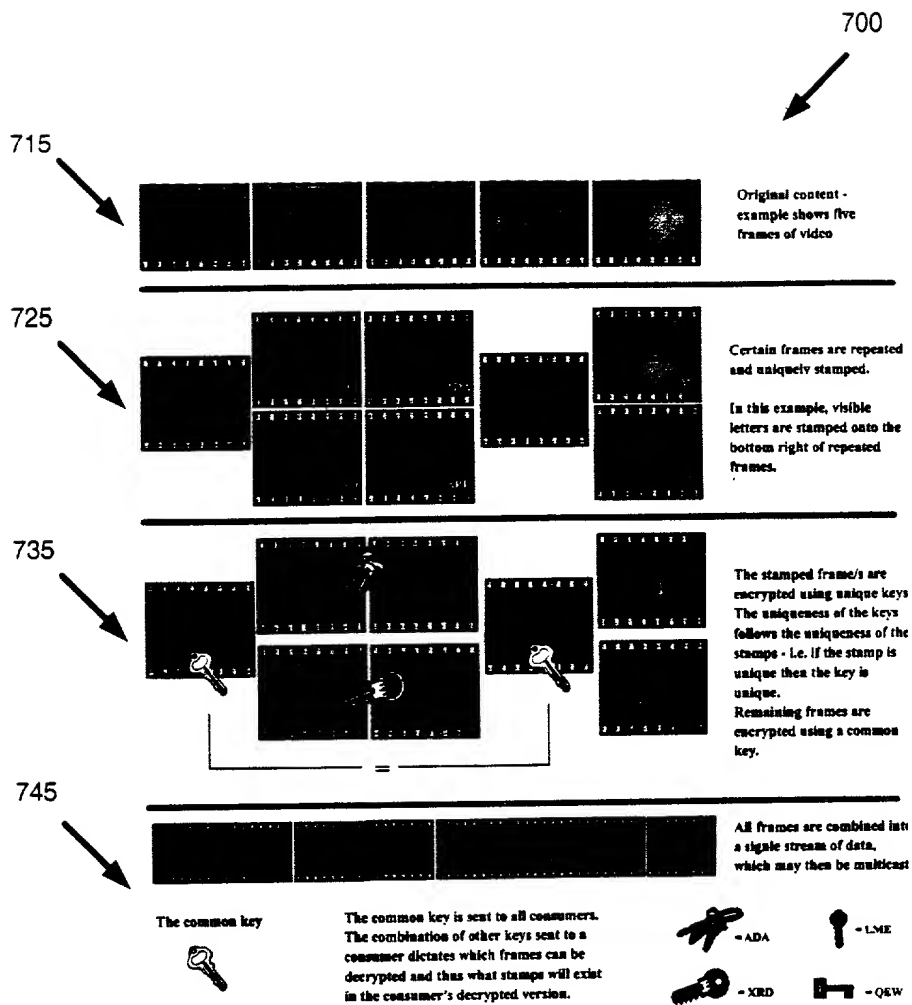 700
715
Original content -
example shows five
frames of video
725
Certain frames are repeated
and uniquely stamped.
In this example, visible
letters are stamped onto the
bottom right of repeated
frames.
735
The stamped frame/s are
encrypted using unique keys
The uniqueness of the keys
follows the uniqueness of the
stamps - i.e. if the stamp is
unique then the key is
unique.
Remaining frames are
encrypted using a common
key.
=
745
All frames are combined into
a signle stream of data,
which may then be multicast
The common key
The common key is sent to all consumers.
The combination of other keys sent to a
consumer dictates which frames can be
decrypted and thus what stamps will exist
in the consumer's decrypted version.
= ADA
= LME
= XRD
= QEW